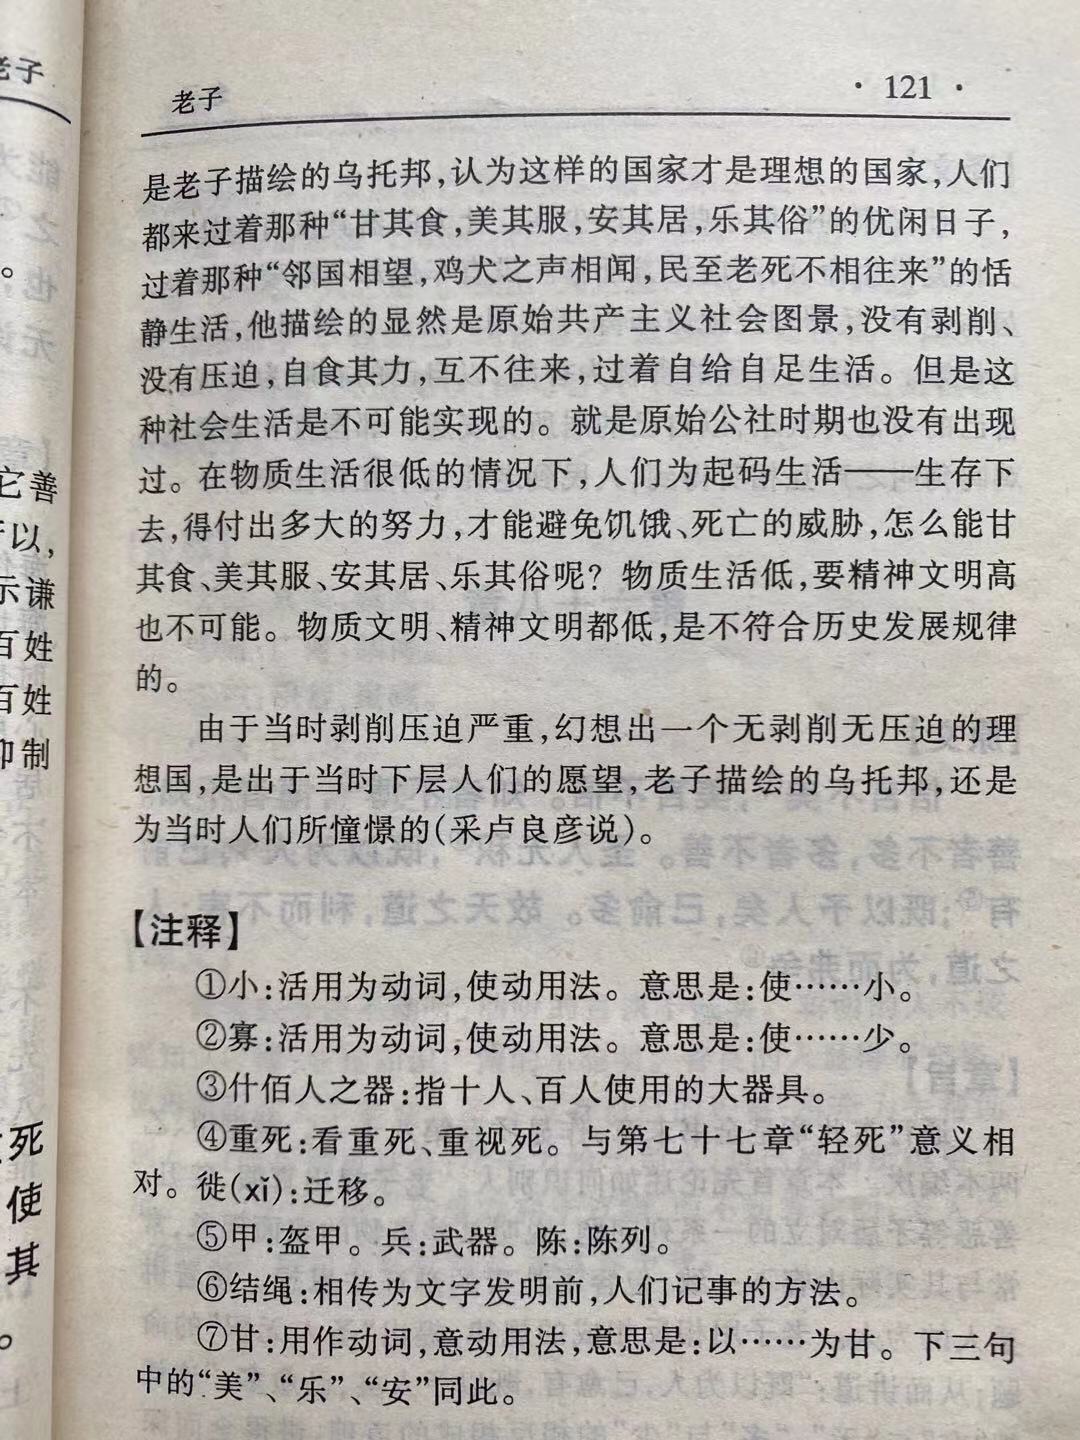 老子
老子
·121·
是老子描绘的乌托邦,认为这样的国家才是理想的国家,人们
都来过着那种“甘其食,美其服,安其居,乐其俗”的优闲日子,
过着那种“邻国相望,鸡犬之声相闻,民至老死不相往来”的恬
静生活,他描绘的显然是原始共产主义社会图景,没有剥削、
没有压迫,自食其力,互不往来,过着自给自足生活。但是这
种社会生活是不可能实现的。就是原始公社时期也没有出现
过。在物质生活很低的情况下,人们为起码生活——生存下
去,得付出多大的努力,才能避免饥饿、死亡的威胁,怎么能甘
其食、美其服、安其居、乐其俗呢?物质生活低,要精神文明高
也不可能。物质文明、精神文明都低,是不符合历史发展规律
的。
由于当时剥削压迫严重,幻想出一个无剥削无压迫的理
想国,是出于当时下层人们的愿望,老子描绘的乌托邦,还是
为当时人们所憧憬的(采卢良彦说)。
【注释】
①小:活用为动词,使动用法。意思是:使……小。
②寡:活用为动词,使动用法。意思是:使……少。
③什佰人之器:指十人、百人使用的大器具。
④重死:看重死、重视死。与第七十七章“轻死”意义相
对。徙(xǐ):迁移。
⑤甲:盔甲。兵:武器。陈:陈列。
⑥结绳:相传为文字发明前,人们记事的方法。
⑦甘:用作动词,意动用法,意思是:以……为甘。下三句
中的“美”、“乐”、“安”同此。
。
它善
以,
示谦
百姓
百姓
抑制
死
使
其
。